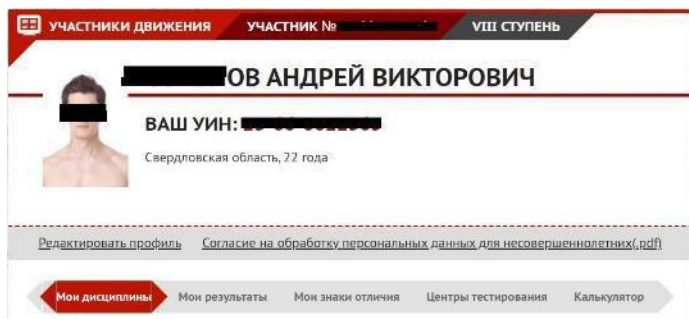 УЧАСТНИКИ ДВИЖЕНИЯ УЧАСТНИК № VIII СТУПЕНЬ
ОВ АНДРЕЙ ВИКТОРОВИЧ
ВАШ УИН:
Свердловская область, 22 года
Редактировать профиль Согласие на обработку персональных данных для несовершеннолетних(.pdf)
Мои дисциплины Мои результаты Мои знаки отличия Центры тестирования Калькулятор